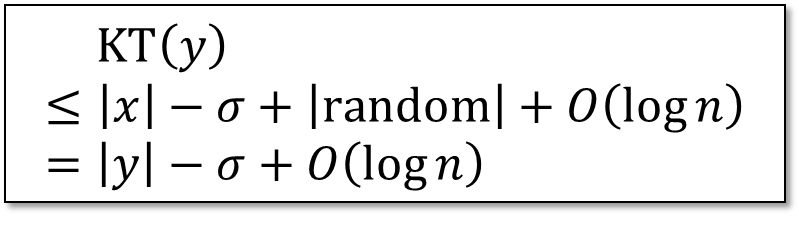 KT(y)
≤ |x| − σ + |random| + O(log n)
= |y| − σ + O(log n)